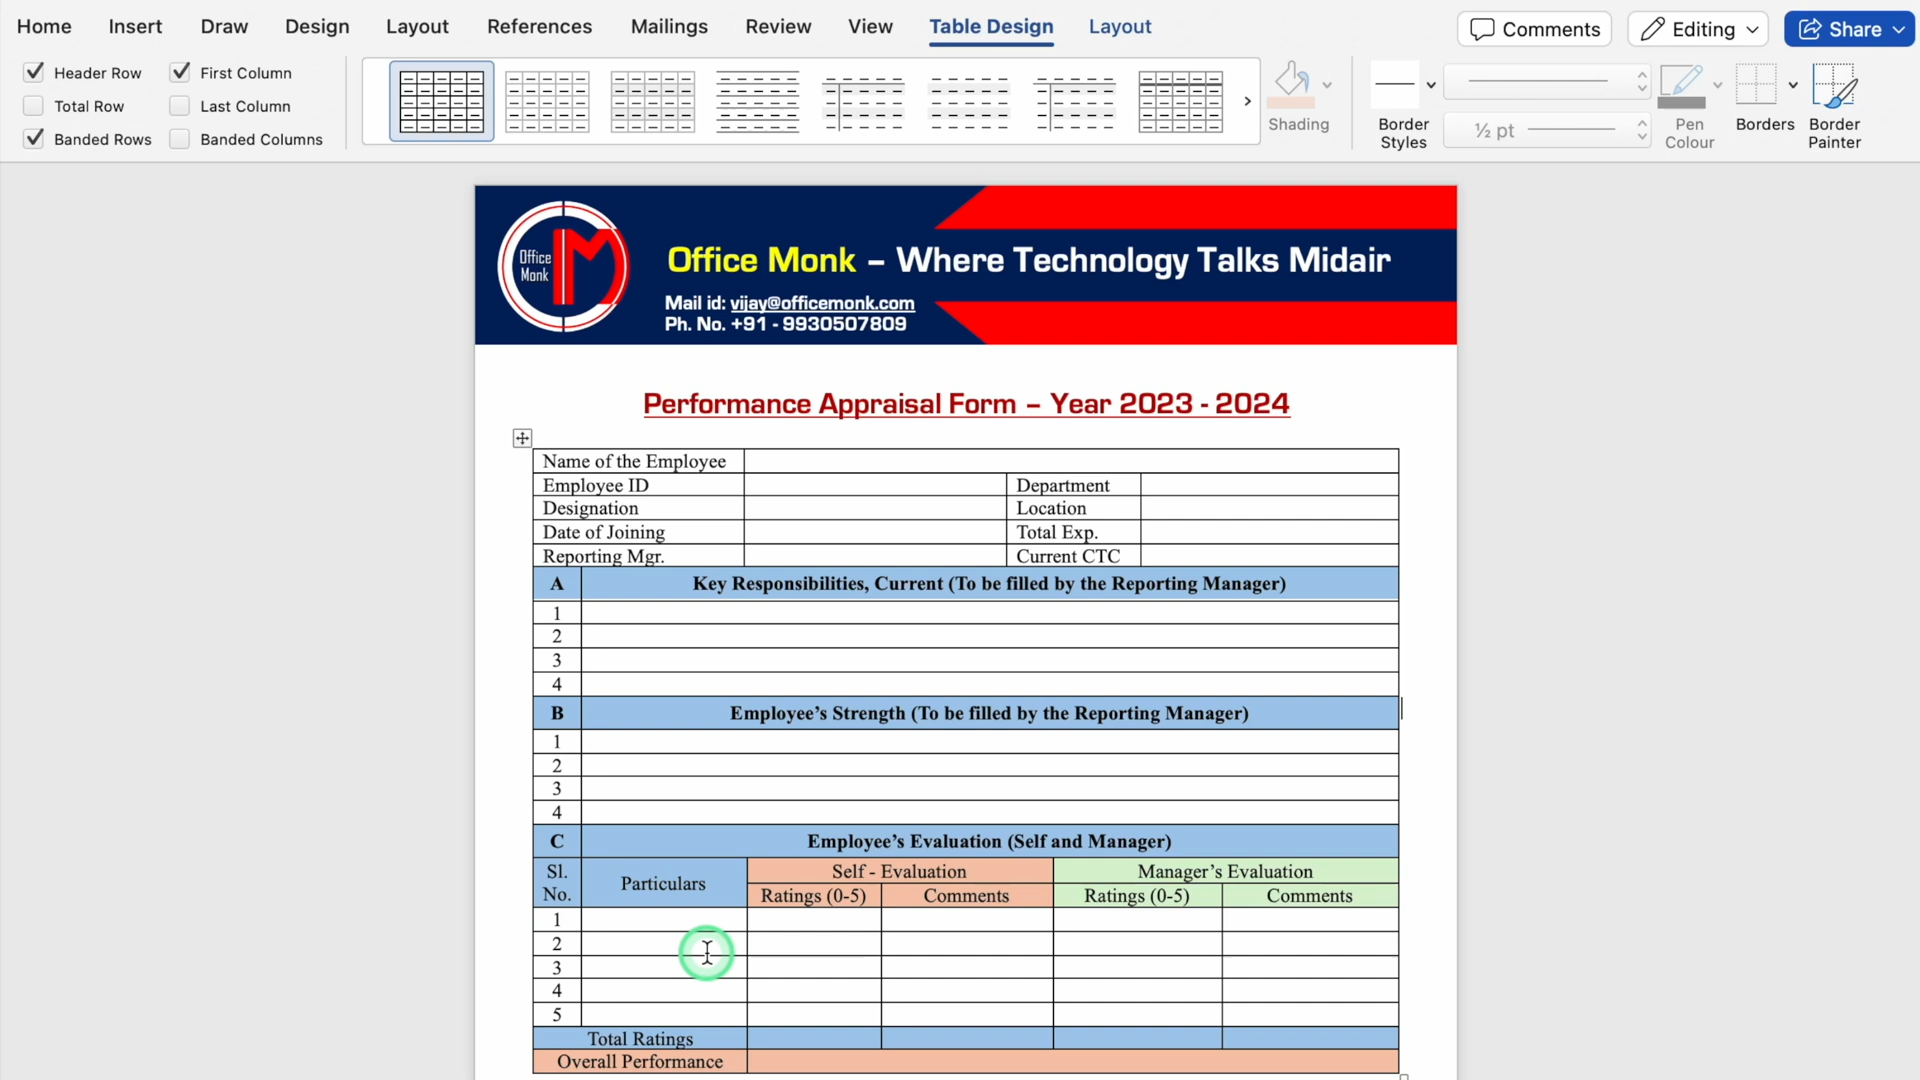 Home Insert Draw Design Layout References Mailings Review View Table Design Layout Comments Editing Share
Header Row First Column
Total Row Last Column
Banded Rows Banded Columns
Shading
Border Styles
½ pt
Pen Colour
Borders
Border Painter
Office Monk
Office Monk – Where Technology Talks Midair
Mail id: vijay@officemonk.com
Ph. No. +91 - 9930507809
Performance Appraisal Form – Year 2023 - 2024
Name of the Employee
Employee ID Department
Designation Location
Date of Joining Total Exp.
Reporting Mgr. Current CTC
A Key Responsibilities, Current (To be filled by the Reporting Manager)
1
2
3
4
B Employee’s Strength (To be filled by the Reporting Manager)
1
2
3
4
C Employee’s Evaluation (Self and Manager)
Sl. No. Particulars Self - Evaluation Manager’s Evaluation
Ratings (0-5) Comments Ratings (0-5) Comments
1
2
3
4
5
Total Ratings
Overall Performance